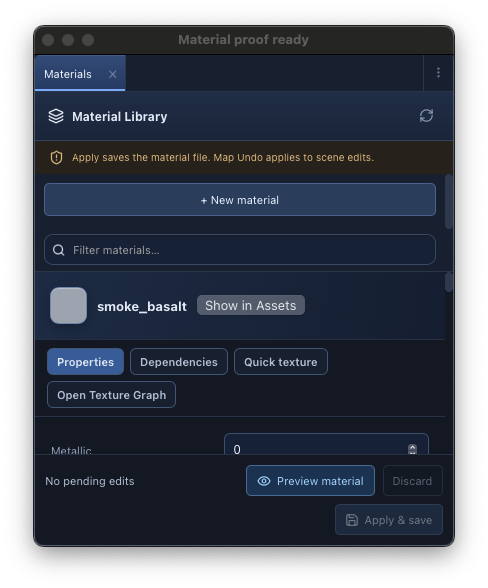 Material proof ready
Materials
Material Library
Apply saves the material file. Map Undo applies to scene edits.
+ New material
Filter materials...
smoke_basalt Show in Assets
Properties Dependencies Quick texture
Open Texture Graph
Metallic 0
No pending edits Preview material Discard
Apply & save